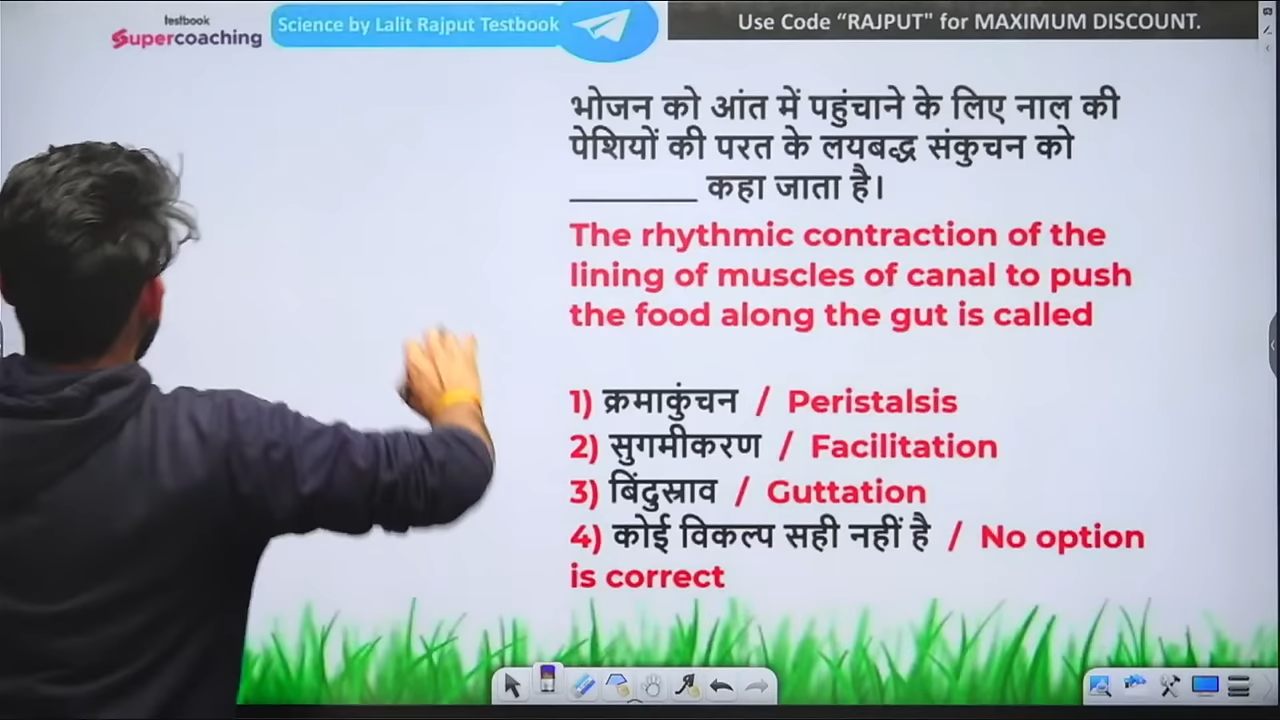 testbook
Supercoaching
Science by Lalit Rajput Testbook
Use Code “RAJPUT" for MAXIMUM DISCOUNT.
भोजन को आंत में पहुंचाने के लिए नाल की
पेशियों की परत के लयबद्ध संकुचन को
________ कहा जाता है।
The rhythmic contraction of the
lining of muscles of canal to push
the food along the gut is called
1) क्रमाकुंचन / Peristalsis
2) सुगमीकरण / Facilitation
3) बिंदुस्राव / Guttation
4) कोई विकल्प सही नहीं है / No option
is correct